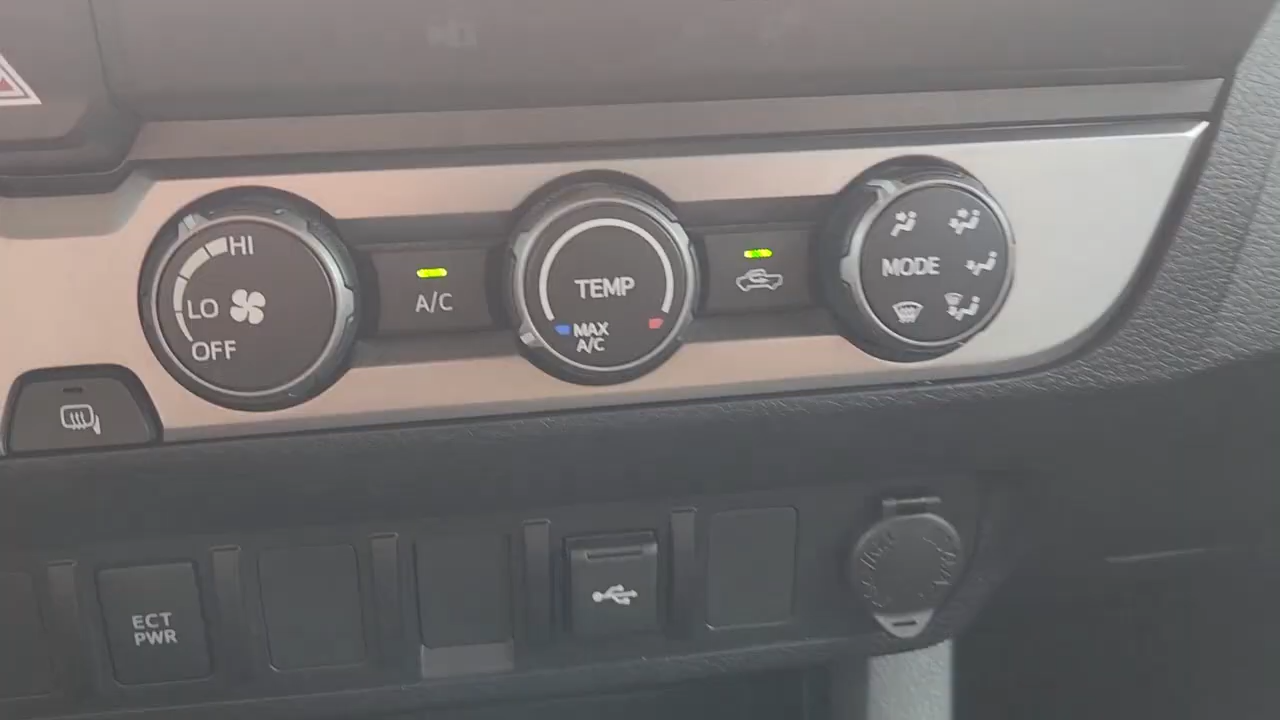 HI
LO
OFF
A/C
TEMP
MAX
A/C
MODE
ECT
PWR